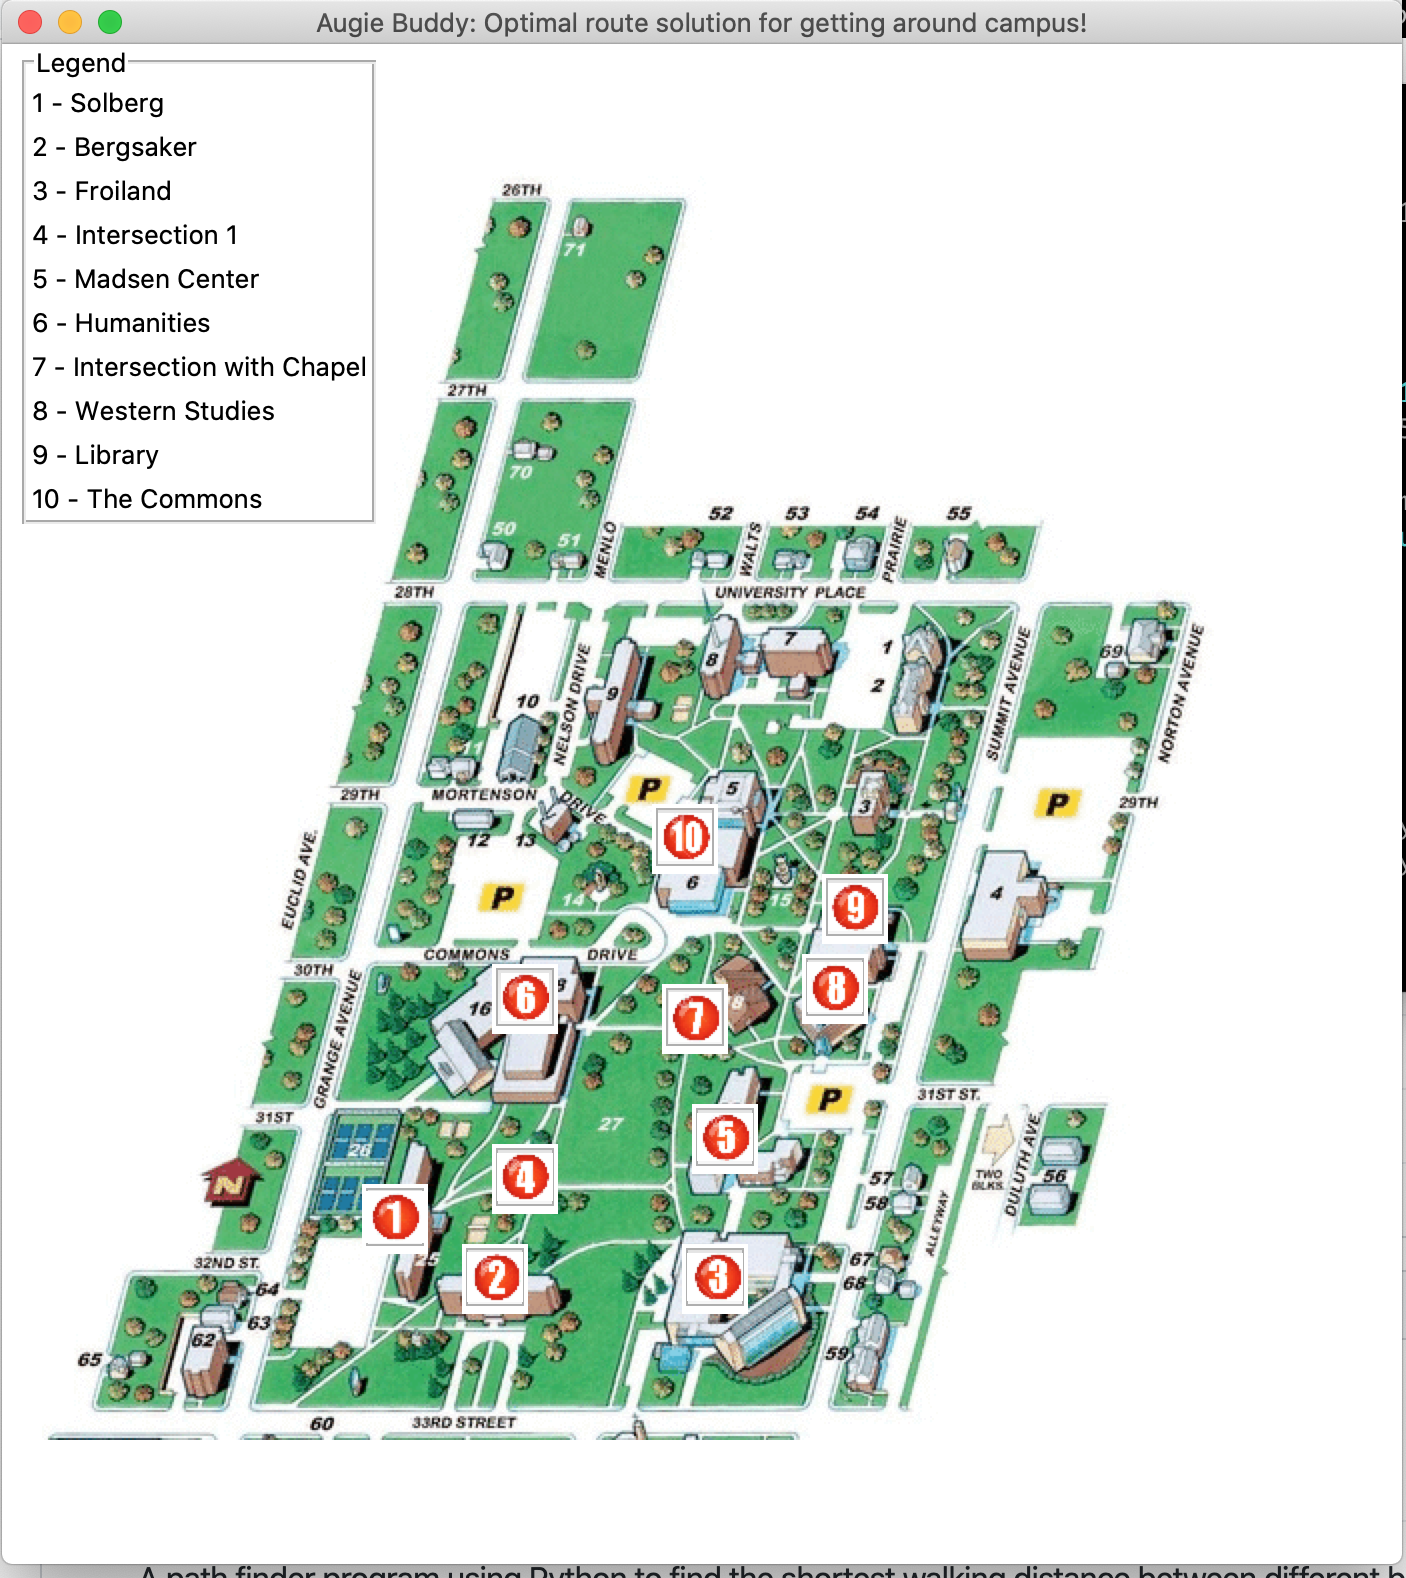 Augie Buddy: Optimal route solution for getting around campus!
Legend
1 - Solberg
2 - Bergsaker
3 - Froiland
4 - Intersection 1
5 - Madsen Center
6 - Humanities
7 - Intersection with Chapel
8 - Western Studies
9 - Library
10 - The Commons
26TH
71
27TH
70
50
51
MENLO
52
WALTS
53
54
PRAIRIE
55
28TH
UNIVERSITY PLACE
NELSON DRIVE
9
8
7
1
2
SUMMIT AVENUE
69
NORTON AVENUE
10
11
29TH
MORTENSON DRIVE
P
5
3
P
29TH
EUCLID AVE.
12
13
10
6
14
15
P
9
4
COMMONS DRIVE
30TH
GRANGE AVENUE
16
6
7
8
31ST
27
P
31ST ST.
26
5
4
N
1
TWO
BLKS.
DULUTH AVE.
56
57
58
ALLEYWAY
32ND ST.
25
2
3
64
63
62
65
67
68
59
60
33RD STREET
A path finder program using Python to find the shortest walking distance between different b